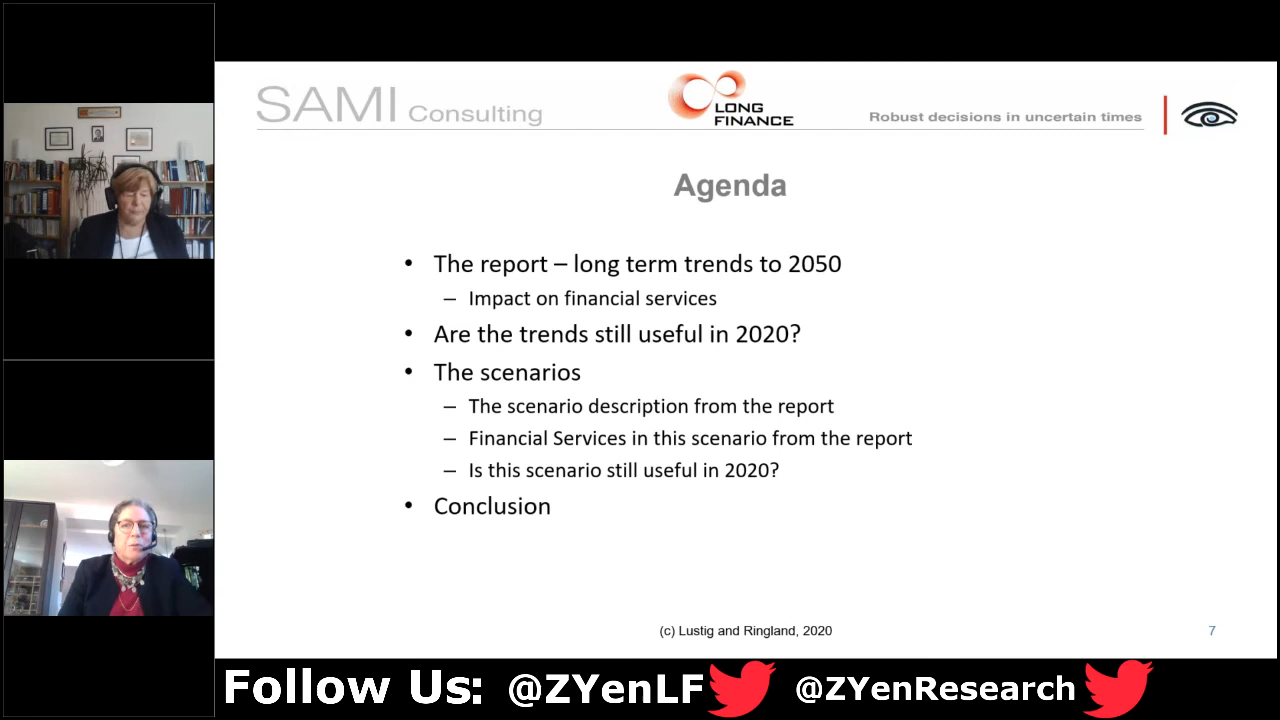 SAMI Consulting
LONG
FINANCE
Robust decisions in uncertain times
Agenda
• The report – long term trends to 2050
– Impact on financial services
• Are the trends still useful in 2020?
• The scenarios
– The scenario description from the report
– Financial Services in this scenario from the report
– Is this scenario still useful in 2020?
• Conclusion
(c) Lustig and Ringland, 2020
7
Follow Us: @ZYenLF @ZYenResearch